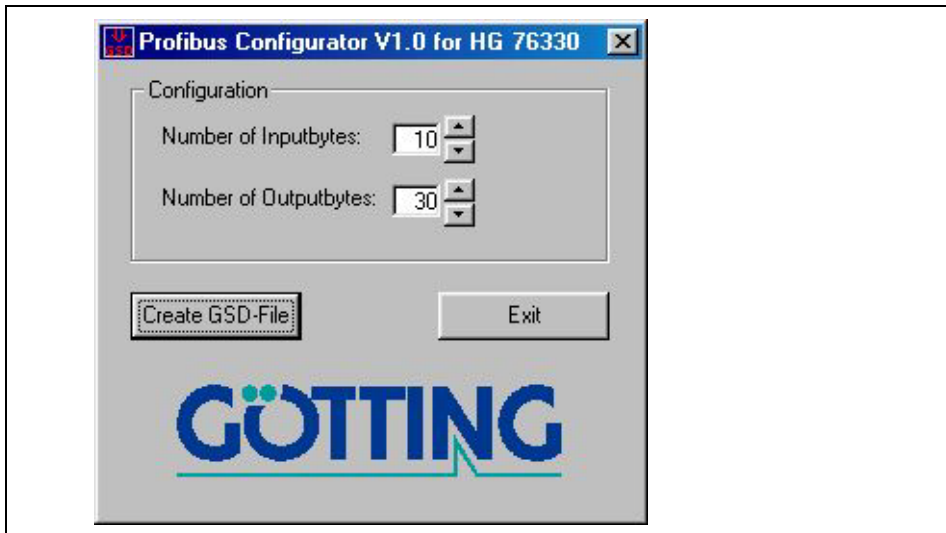 GSD
Profibus Configurator V1.0 for HG 76330
Configuration
Number of Inputbytes: 10
Number of Outputbytes: 30
Create GSD-File
Exit
GÖTTING